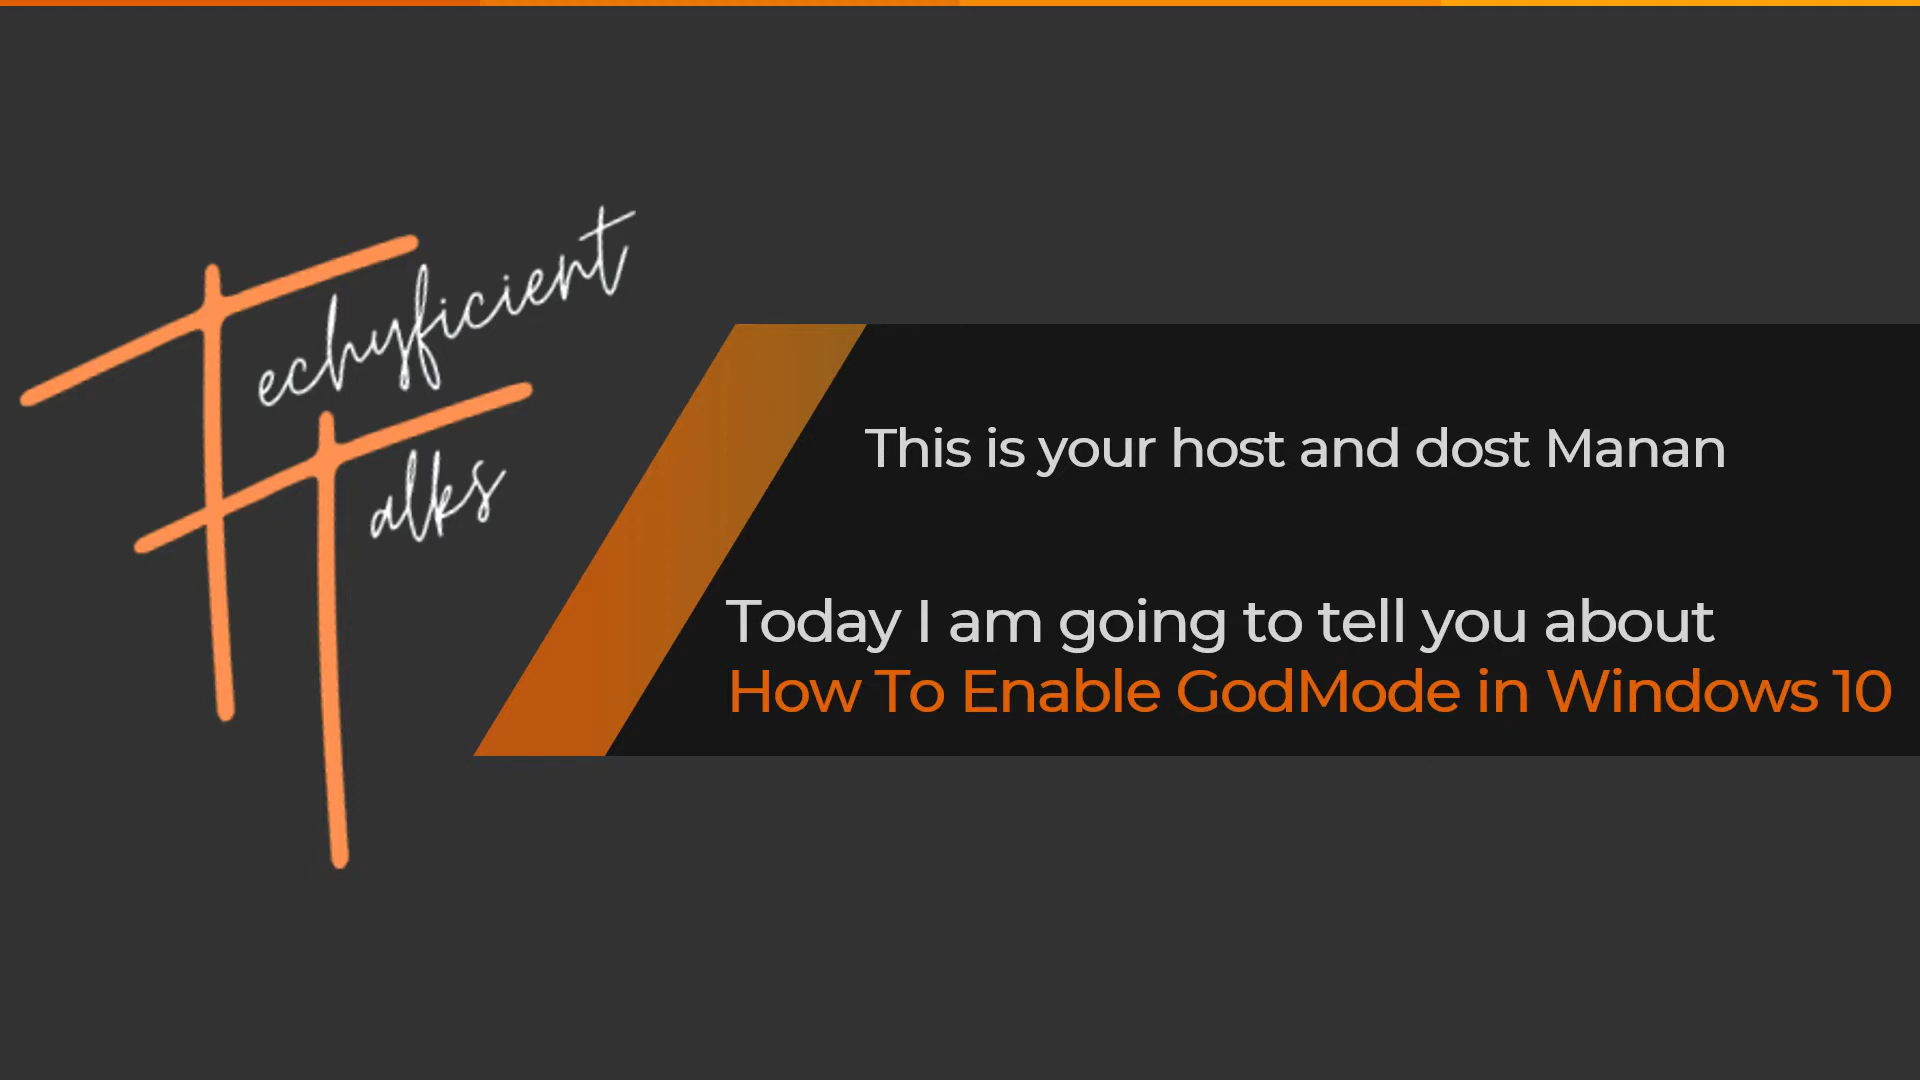 Techyficient
Talks
This is your host and dost Manan
Today I am going to tell you about
How To Enable GodMode in Windows 10